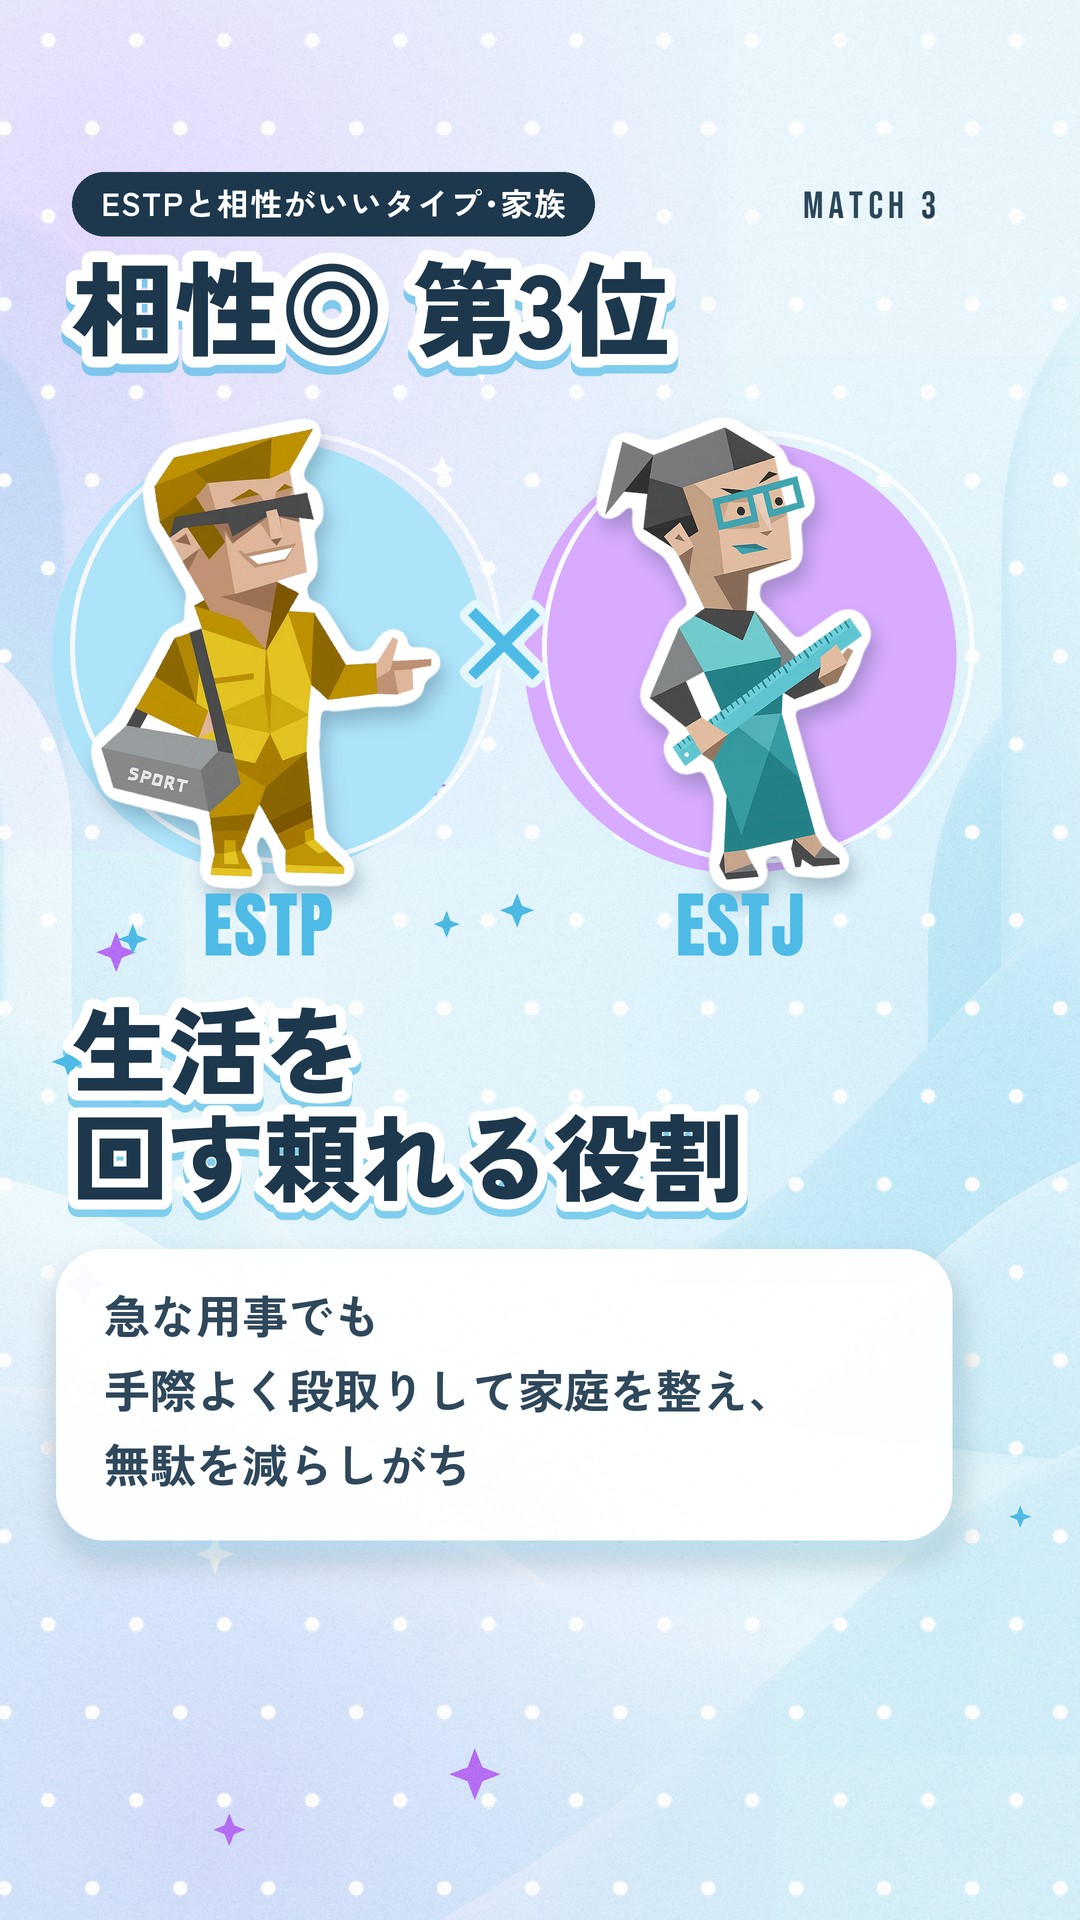 ESTPと相性がいいタイプ・家族
MATCH 3
相性◎ 第3位
SPORT
×
ESTP
ESTJ
生活を
回す頼れる役割
急な用事でも
手際よく段取りして家庭を整え、
無駄を減らしがち